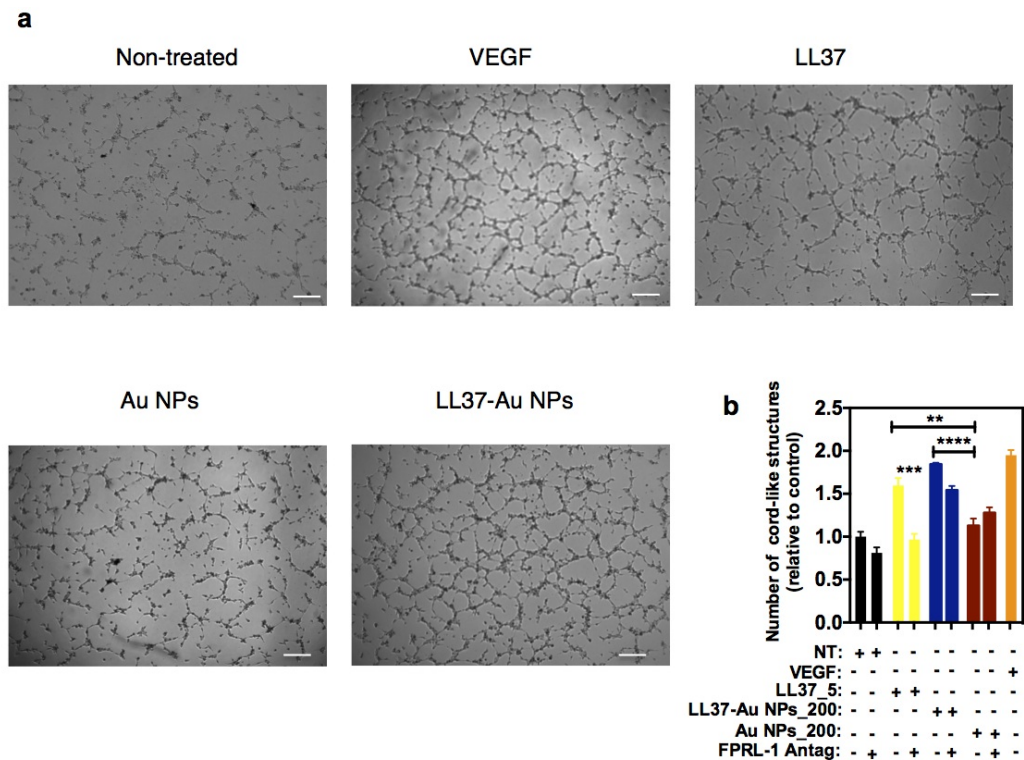 a
Non-treated
VEGF
LL37
Au NPs
LL37-Au NPs
b
Number of cord-like structures
(relative to control)
2.5
2.0
1.5
1.0
0.5
0.0
**
****
***
NT: + + - - - - - - -
VEGF: - - - - - - - - +
LL37_5: - - + + - - - - -
LL37-Au NPs_200: - - - - + + - - -
Au NPs_200: - - - - - - + + -
FPRL-1 Antag: - + - + - + - + -